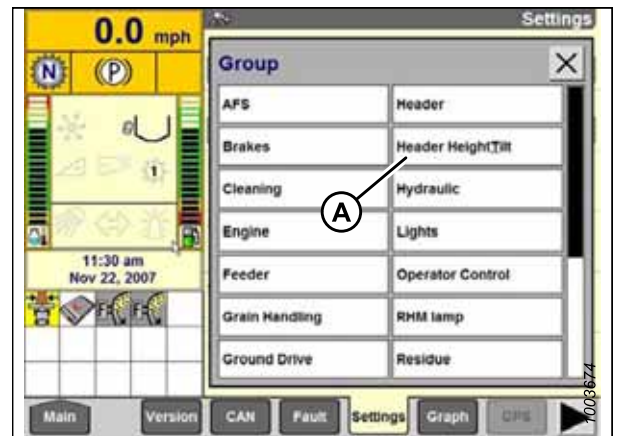 0.0 mph
Settings
N
(P)
Group
AFS
Header
Brakes
Header Height Tilt
Cleaning
Hydraulic
A
1
Engine
Lights
11:30 am
Nov 22, 2007
Feeder
Operator Control
Grain Handling
RHM lamp
Ground Drive
Residue
Main
Version
CAN
Fault
Settings
Graph
GPS
1003674